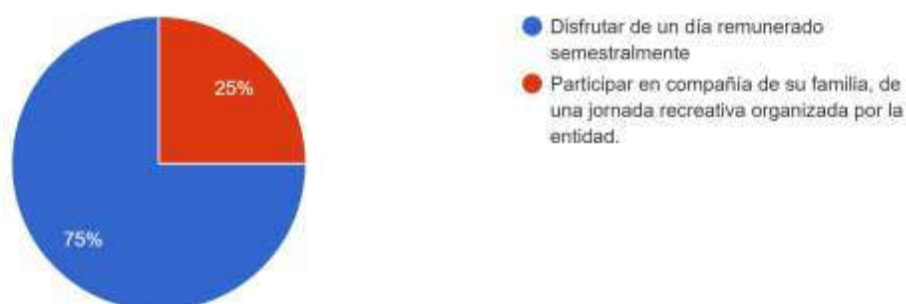 25%
75%
Disfrutar de un día remunerado
semestralmente
Participar en compañía de su familia, de
una jornada recreativa organizada por la
entidad.